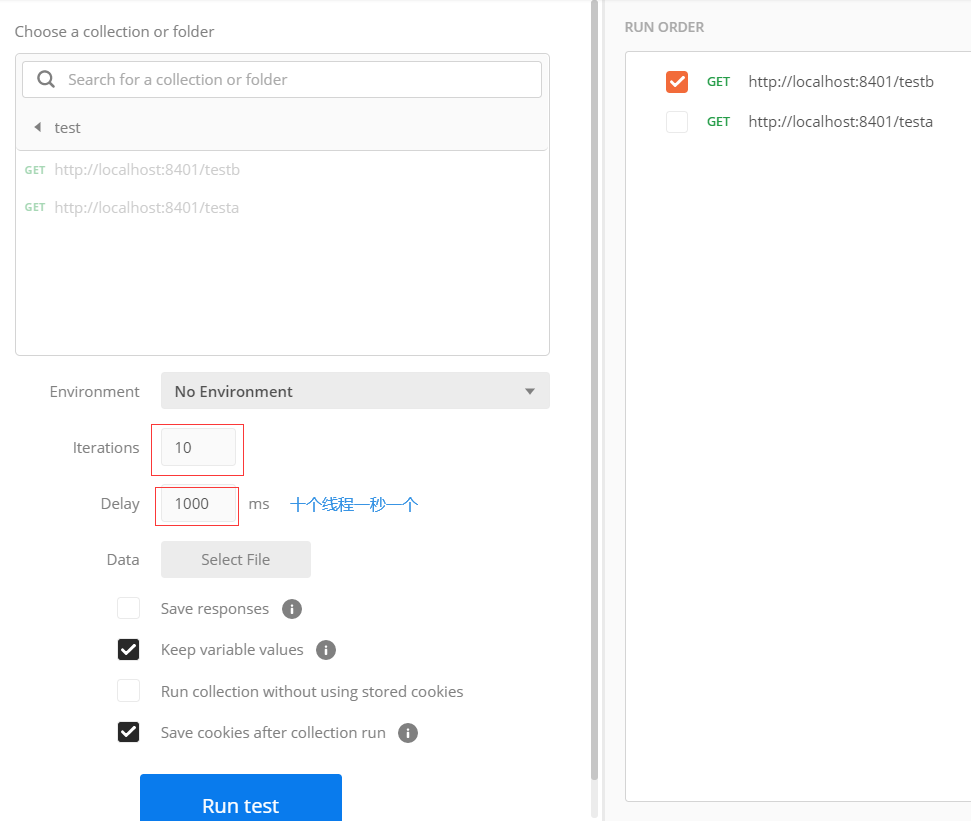 Choose a collection or folder
Search for a collection or folder
test
GET http://localhost:8401/testb
GET http://localhost:8401/testa
Environment No Environment
Iterations 10
Delay 1000 ms 十个线程一秒一个
Data Select File
Save responses i
Keep variable values i
Run collection without using stored cookies
Save cookies after collection run i
Run test
RUN ORDER
GET http://localhost:8401/testb
GET http://localhost:8401/testa